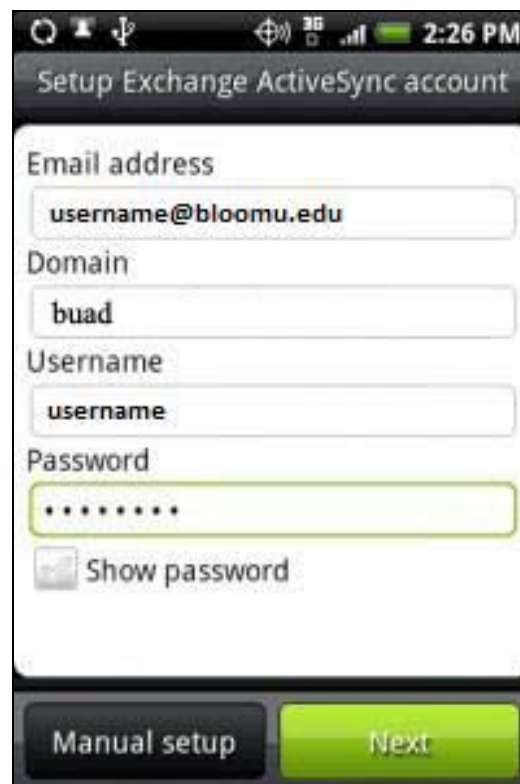 3G 2:26 PM
Setup Exchange ActiveSync account
Email address
username@bloomu.edu
Domain
buad
Username
username
Password
••••••••
Show password
Manual setup Next